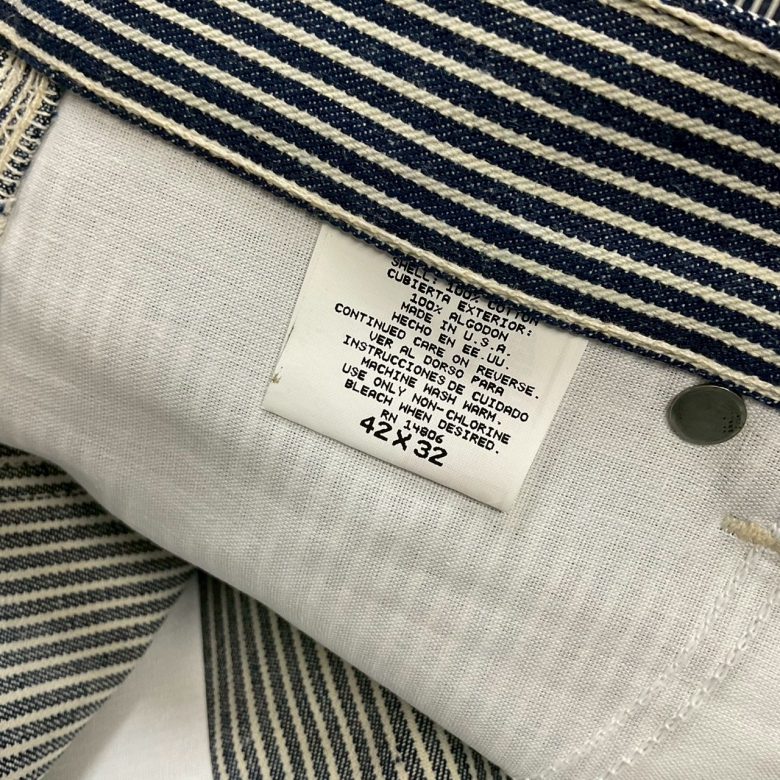 SHELL: 100% COTTON
CUBIERTA EXTERIOR:
100% ALGODON
MADE IN U.S.A.
HECHO EN EE.UU.
CONTINUED CARE ON REVERSE.
VER AL DORSO PARA
INSTRUCCIONES DE CUIDADO
MACHINE WASH WARM.
USE ONLY NON-CHLORINE
BLEACH WHEN DESIRED.
RN 14806
42 X 32